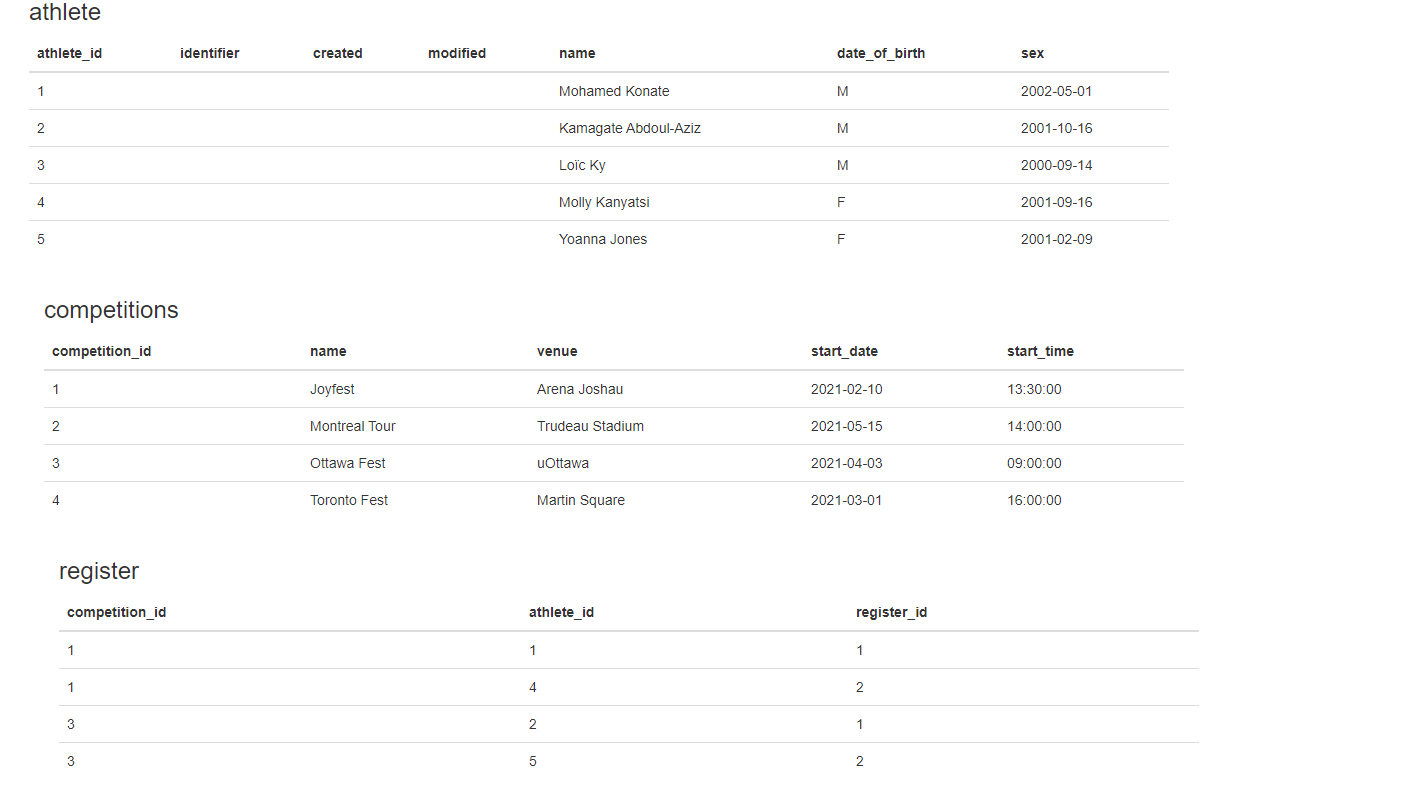 athlete
athlete_id identifier created modified name date_of_birth sex
1 Mohamed Konate M 2002-05-01
2 Kamagate Abdoul-Aziz M 2001-10-16
3 Loïc Ky M 2000-09-14
4 Molly Kanyatsi F 2001-09-16
5 Yoanna Jones F 2001-02-09
competitions
competition_id name venue start_date start_time
1 Joyfest Arena Joshau 2021-02-10 13:30:00
2 Montreal Tour Trudeau Stadium 2021-05-15 14:00:00
3 Ottawa Fest uOttawa 2021-04-03 09:00:00
4 Toronto Fest Martin Square 2021-03-01 16:00:00
register
competition_id athlete_id register_id
1 1 1
1 4 2
3 2 1
3 5 2